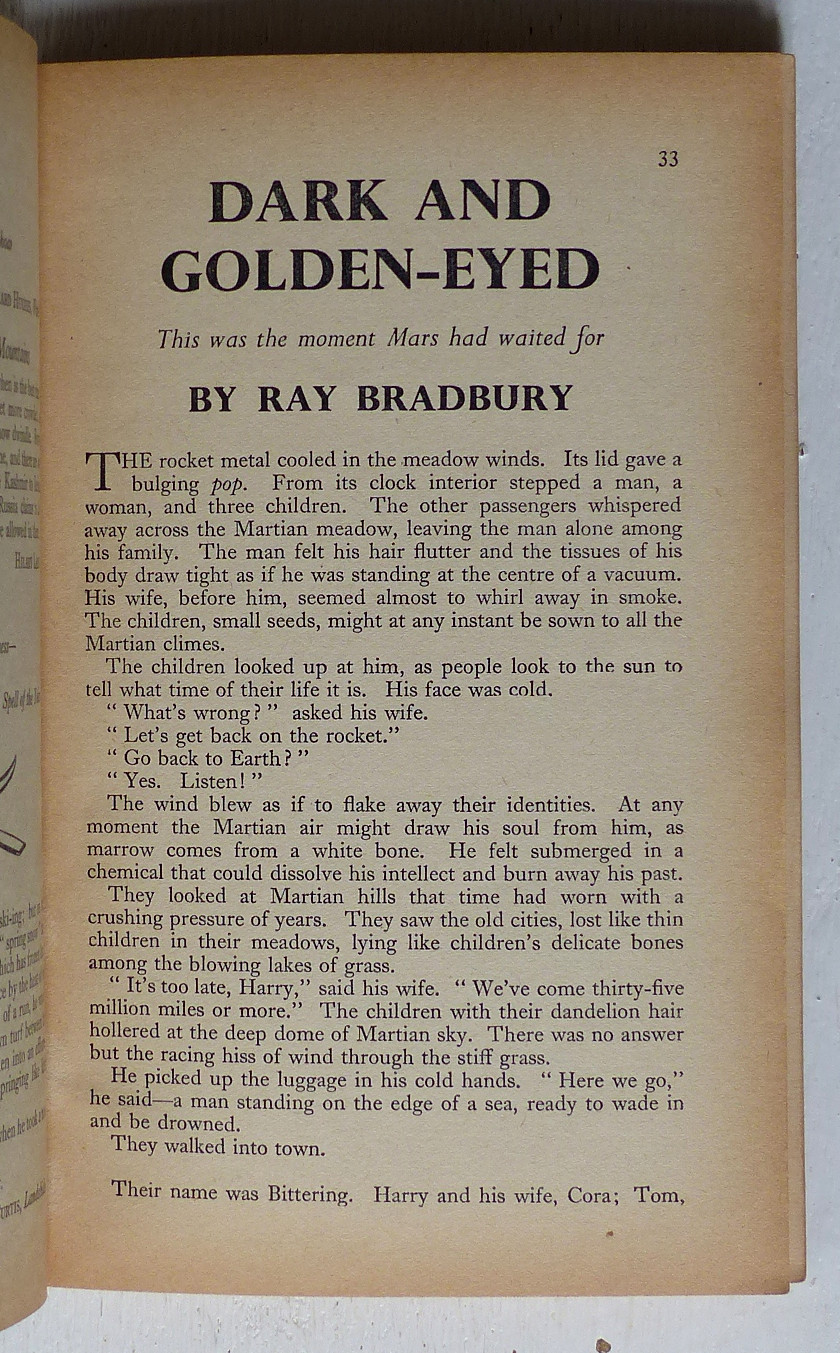 33
DARK AND
GOLDEN-EYED
This was the moment Mars had waited for
BY RAY BRADBURY
THE rocket metal cooled in the meadow winds. Its lid gave a
bulging pop. From its clock interior stepped a man, a
woman, and three children. The other passengers whispered
away across the Martian meadow, leaving the man alone among
his family. The man felt his hair flutter and the tissues of his
body draw tight as if he was standing at the centre of a vacuum.
His wife, before him, seemed almost to whirl away in smoke.
The children, small seeds, might at any instant be sown to all the
Martian climes.
The children looked up at him, as people look to the sun to
tell what time of their life it is. His face was cold.
“ What's wrong? ” asked his wife.
“ Let's get back on the rocket.”
“ Go back to Earth? ”
“ Yes. Listen! ”
The wind blew as if to flake away their identities. At any
moment the Martian air might draw his soul from him, as
marrow comes from a white bone. He felt submerged in a
chemical that could dissolve his intellect and burn away his past.
They looked at Martian hills that time had worn with a
crushing pressure of years. They saw the old cities, lost like thin
children in their meadows, lying like children's delicate bones
among the blowing lakes of grass.
“ It's too late, Harry,” said his wife. “ We've come thirty-five
million miles or more.” The children with their dandelion hair
hollered at the deep dome of Martian sky. There was no answer
but the racing hiss of wind through the stiff grass.
He picked up the luggage in his cold hands. “ Here we go,”
he said—a man standing on the edge of a sea, ready to wade in
and be drowned.
They walked into town.
Their name was Bittering. Harry and his wife, Cora; Tom,